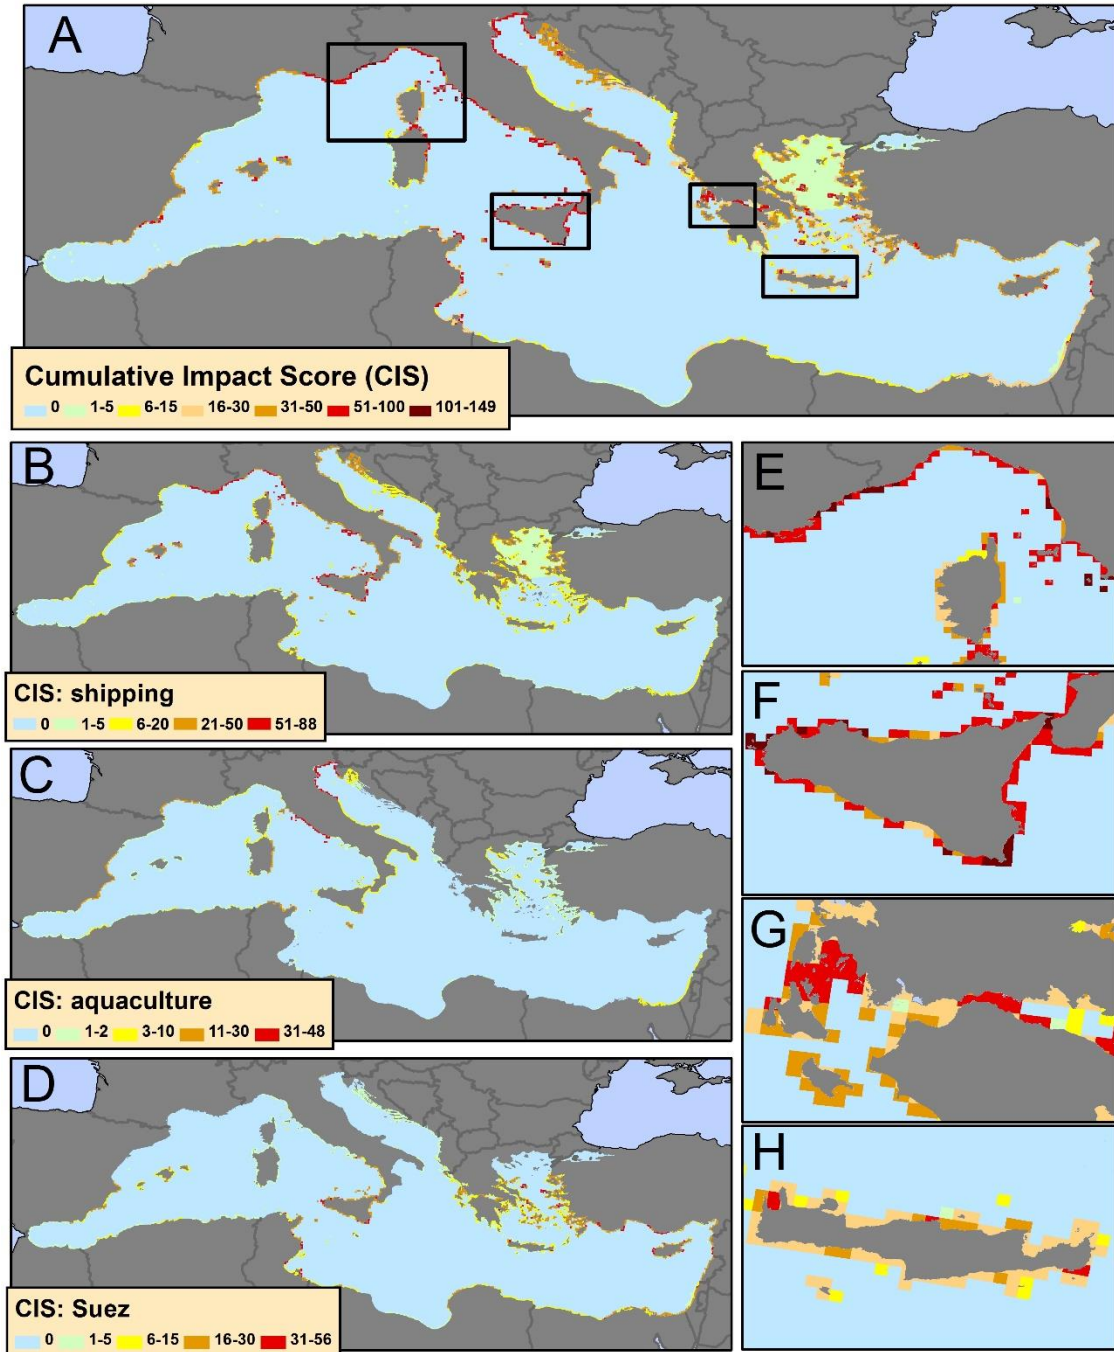 A
Cumulative Impact Score (CIS)
0 1-5 6-15 16-30 31-50 51-100 101-149
B
CIS: shipping
0 1-5 6-20 21-50 51-88
C
CIS: aquaculture
0 1-2 3-10 11-30 31-48
D
CIS: Suez
0 1-5 6-15 16-30 31-56
E
F
G
H